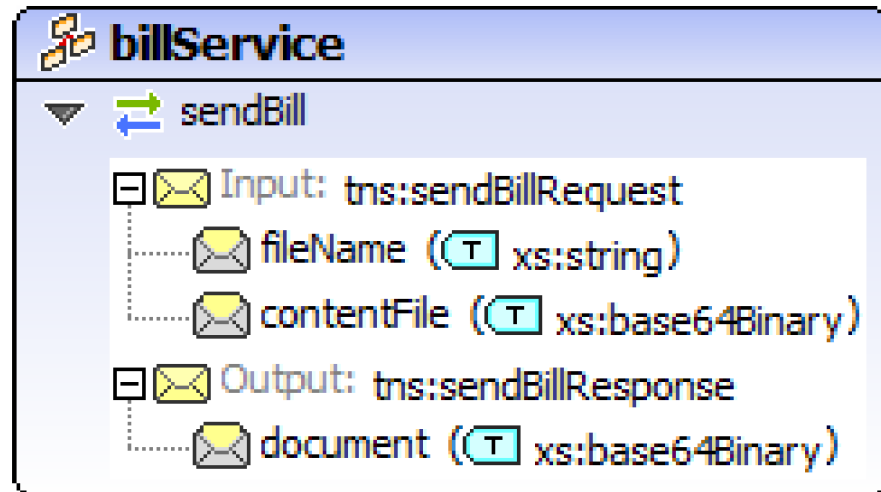 billService
sendBill
Input: tns:sendBillRequest
fileName (T xs:string)
contentFile (T xs:base64Binary)
Output: tns:sendBillResponse
document (T xs:base64Binary)